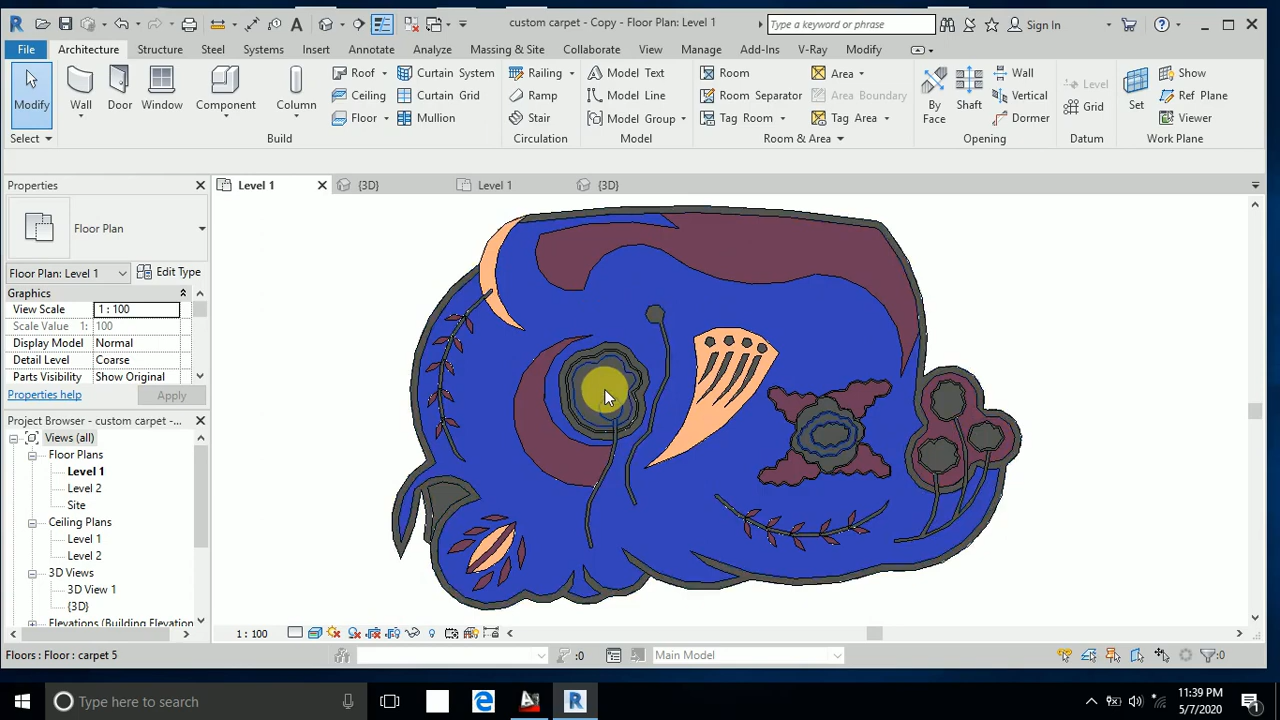 custom carpet - Copy - Floor Plan: Level 1
Type a keyword or phrase
Sign In
File Architecture Structure Steel Systems Insert Annotate Analyze Massing & Site Collaborate View Manage Add-Ins V-Ray Modify
Modify Wall Door Window Component Column
Roof Curtain System Railing Model Text Room Area
Ceiling Curtain Grid Ramp Model Line Room Separator Area Boundary
Floor Mullion Stair Model Group Tag Room Tag Area
By Face Shaft Wall Vertical Dormer
Level Grid
Set Show Ref Plane Viewer
Select Build Circulation Model Room & Area Opening Datum Work Plane
Properties
Level 1 {3D} Level 1 {3D}
Floor Plan
Floor Plan: Level 1 Edit Type
Graphics
View Scale 1 : 100
Scale Value 1: 100
Display Model Normal
Detail Level Coarse
Parts Visibility Show Original
Properties help Apply
Project Browser - custom carpet -...
Views (all)
Floor Plans
Level 1
Level 2
Site
Ceiling Plans
Level 1
Level 2
3D Views
3D View 1
{3D}
Elevations (Building Elevation
1 : 100
Floors : Floor : carpet 5
:0
Main Model
:0
Type here to search
11:39 PM
5/7/2020